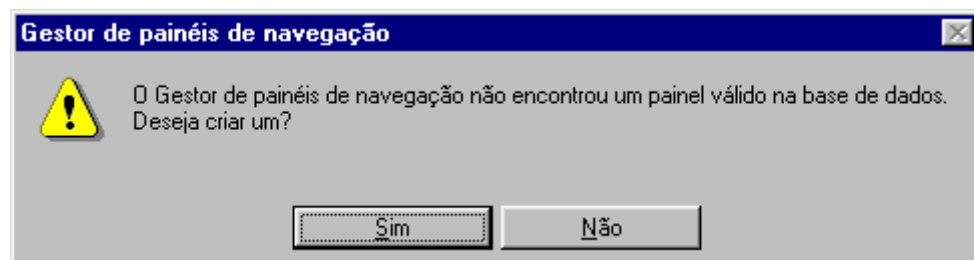 Gestor de painéis de navegação
O Gestor de painéis de navegação não encontrou um painel válido na base de dados.
Deseja criar um?
Sim
Não